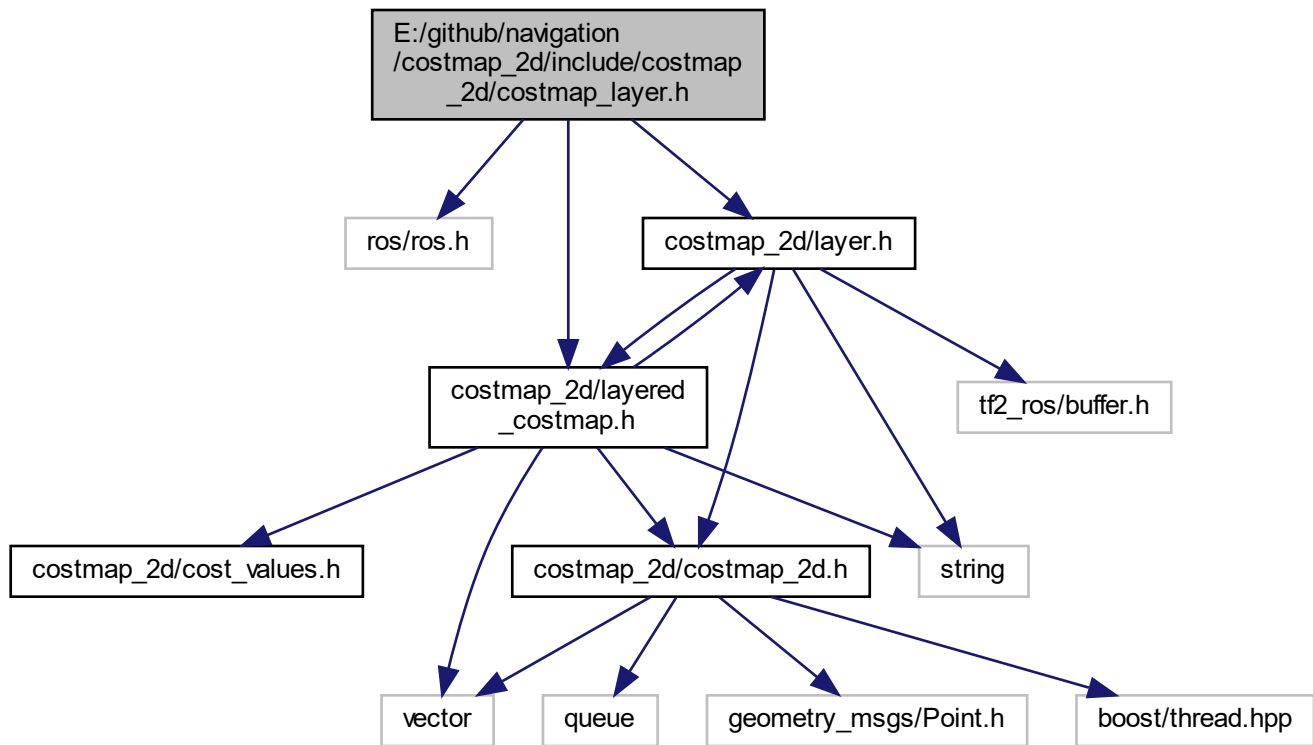 E:/github/navigation
/costmap_2d/include/costmap
_2d/costmap_layer.h
ros/ros.h
costmap_2d/layer.h
costmap_2d/layered
_costmap.h
tf2_ros/buffer.h
costmap_2d/cost_values.h
costmap_2d/costmap_2d.h
string
vector
queue
geometry_msgs/Point.h
boost/thread.hpp